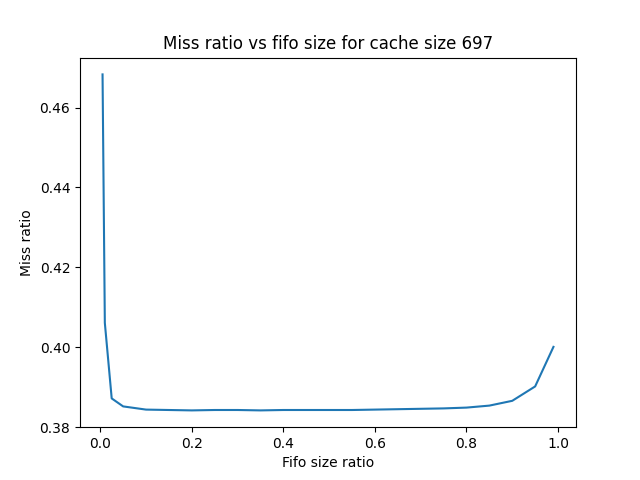 Miss ratio vs fifo size for cache size 697
0.46
0.44
0.42
0.40
0.38
Miss ratio
0.0 0.2 0.4 0.6 0.8 1.0
Fifo size ratio